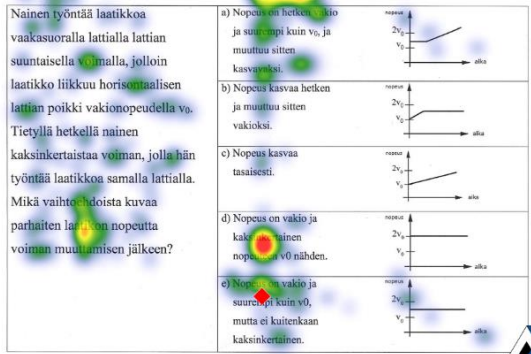 Nainen työntää laatikkoa
vaakasuoralla lattialla lattian
suuntaisella voimalla, jolloin
laatikko liikkuu horisontaalisen
lattian poikki vakionopeudella v₀.
Tietyllä hetkellä nainen
kaksinkertaistaa voiman, jolla hän
työntää laatikkoa samalla lattialla.
Mikä vaihtoehdoista kuvaa
parhaiten laatikon nopeutta
voiman muuttamisen jälkeen?
a) Nopeus on hetken vakio
ja suurempi kuin v₀, ja
muuttuu sitten
kasvavaksi.
nopeus
2v₀
v₀
aika
b) Nopeus kasvaa hetken
ja muuttuu sitten
vakioksi.
nopeus
2v₀
v₀
aika
c) Nopeus kasvaa
tasaisesti.
nopeus
2v₀
v₀
aika
d) Nopeus on vakio ja
kaksinkertainen
nopeuteen v0 nähden.
nopeus
2v₀
v₀
aika
e) Nopeus on vakio ja
suurempi kuin v0,
mutta ei kuitenkaan
kaksinkertainen.
nopeus
2v₀
v₀
aika